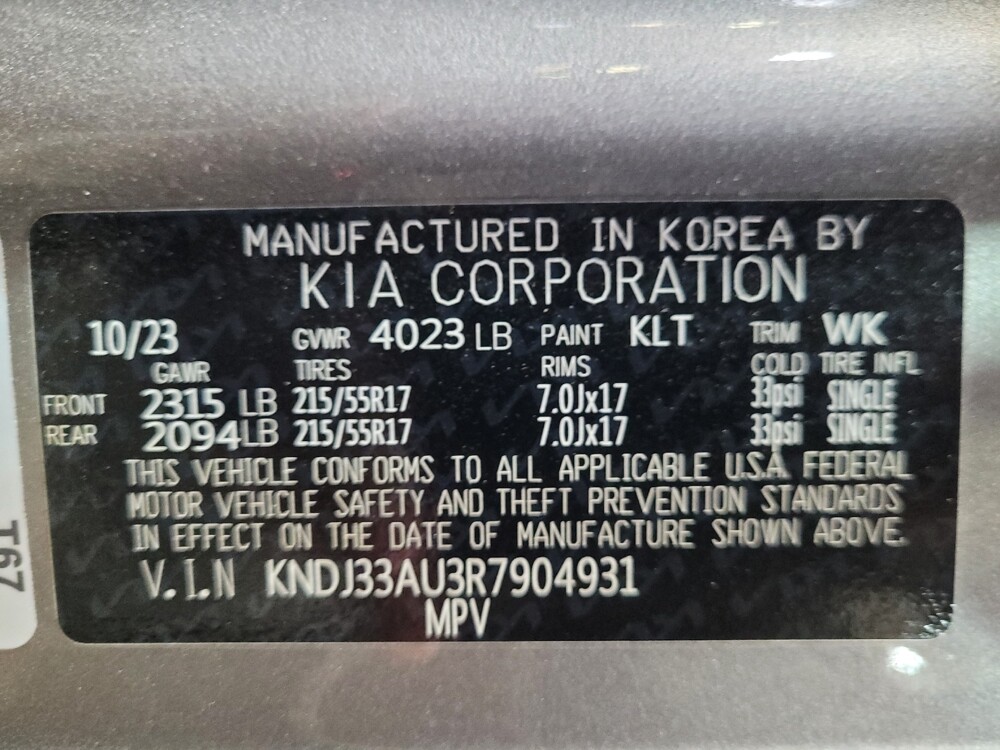 MANUFACTURED IN KOREA BY
KIA CORPORATION
10/23 GVWR 4023 LB PAINT KLT TRIM WK
GAWR TIRES RIMS COLD TIRE INFL
FRONT 2315 LB 215/55R17 7.0Jx17 33psi SINGLE
REAR 2094LB 215/55R17 7.0Jx17 33psi SINGLE
THIS VEHICLE CONFORMS TO ALL APPLICABLE U.S.A. FEDERAL
MOTOR VEHICLE SAFETY AND THEFT PREVENTION STANDARDS
IN EFFECT ON THE DATE OF MANUFACTURE SHOWN ABOVE.
V.I.N KNDJ33AU3R7904931
MPV
T67